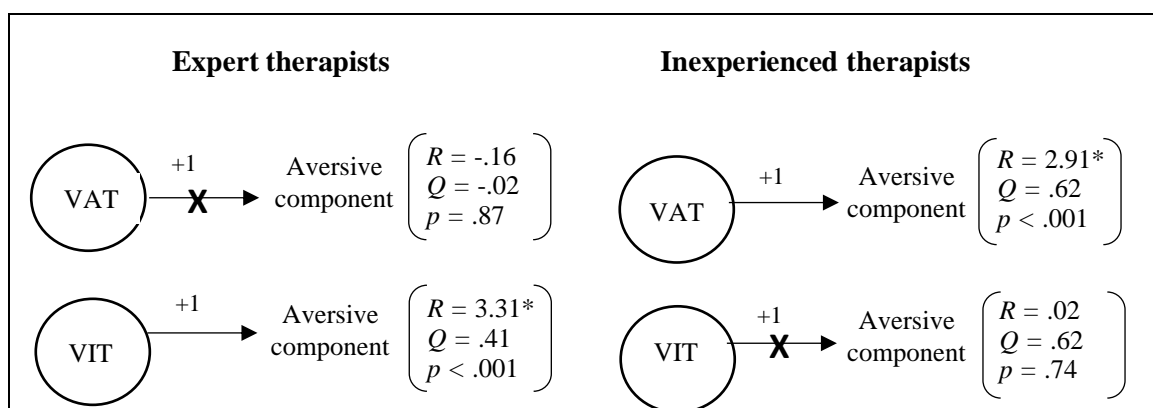 Expert therapists
Inexperienced therapists
VAT
+1
X
Aversive
component
R = -.16
Q = -.02
p = .87
VAT
+1
Aversive
component
R = 2.91*
Q = .62
p < .001
VIT
+1
Aversive
component
R = 3.31*
Q = .41
p < .001
VIT
+1
X
Aversive
component
R = .02
Q = .62
p = .74